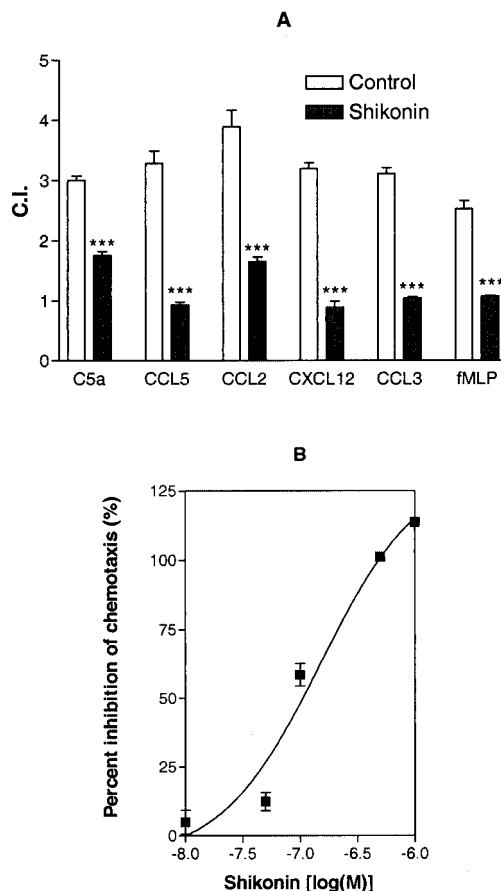 A
C.I.
5
4
3
2
1
0
Control
Shikonin
***
***
***
***
***
***
C5a CCL5 CCL2 CXCL12 CCL3 fMLP
B
Percent inhibition of chemotaxis (%)
125
100
75
50
25
0
-8.0 -7.5 -7.0 -6.5 -6.0
Shikonin [log(M)]